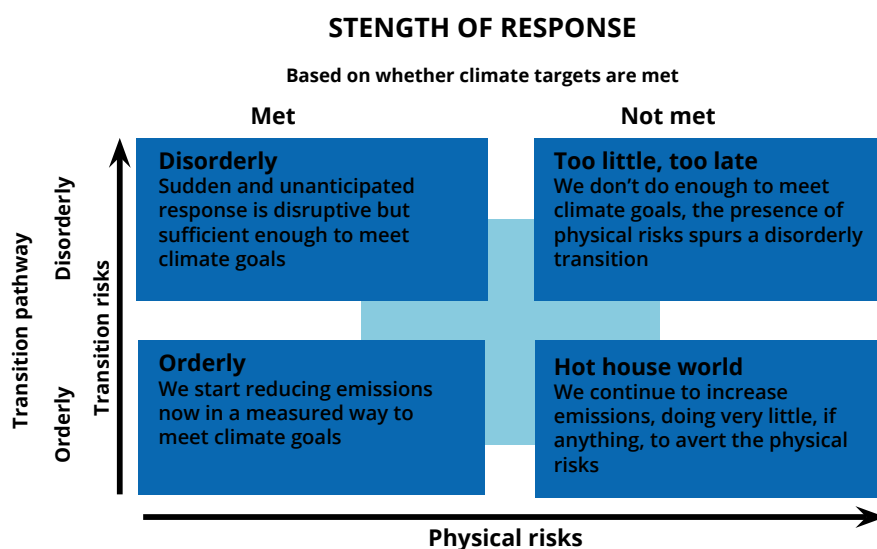 STENGTH OF RESPONSE
Based on whether climate targets are met
Met
Not met
Transition pathway
Disorderly
Orderly
Transition risks
Disorderly
Sudden and unanticipated
response is disruptive but
sufficient enough to meet
climate goals
Too little, too late
We don’t do enough to meet
climate goals, the presence of
physical risks spurs a disorderly
transition
Orderly
We start reducing emissions
now in a measured way to
meet climate goals
Hot house world
We continue to increase
emissions, doing very little, if
anything, to avert the physical
risks
Physical risks